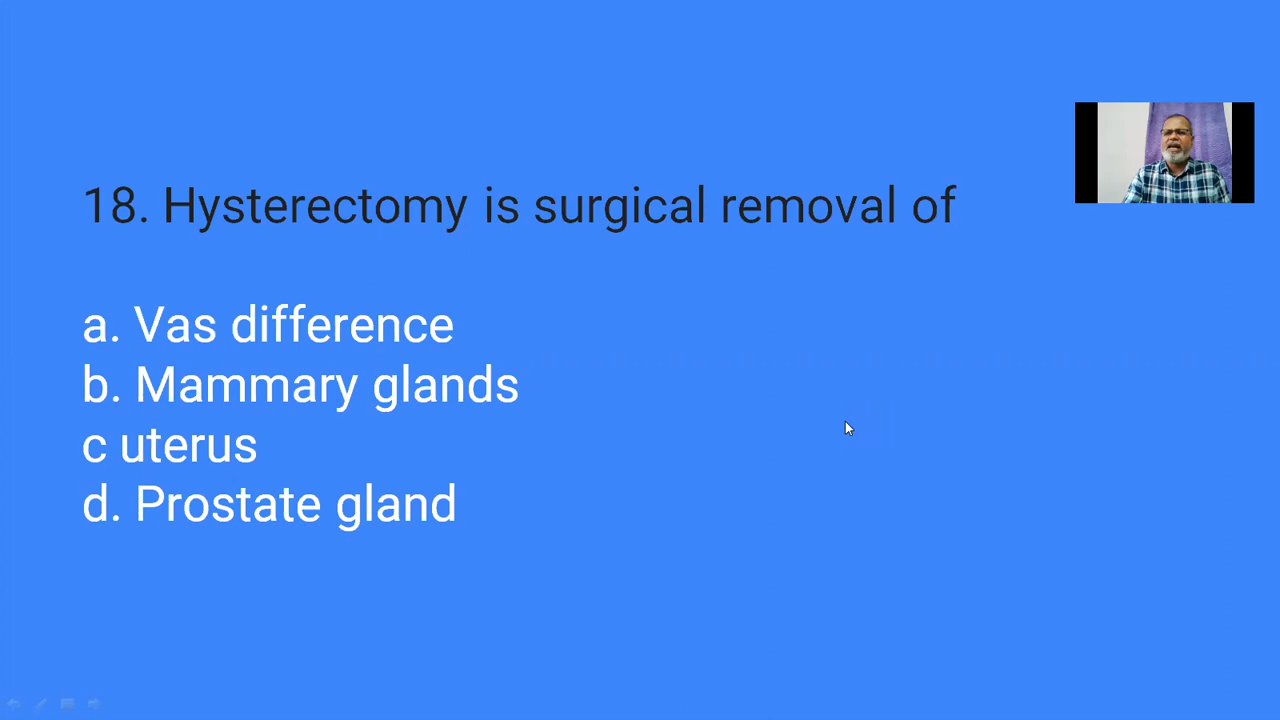 18. Hysterectomy is surgical removal of
a. Vas difference
b. Mammary glands
c uterus
d. Prostate gland